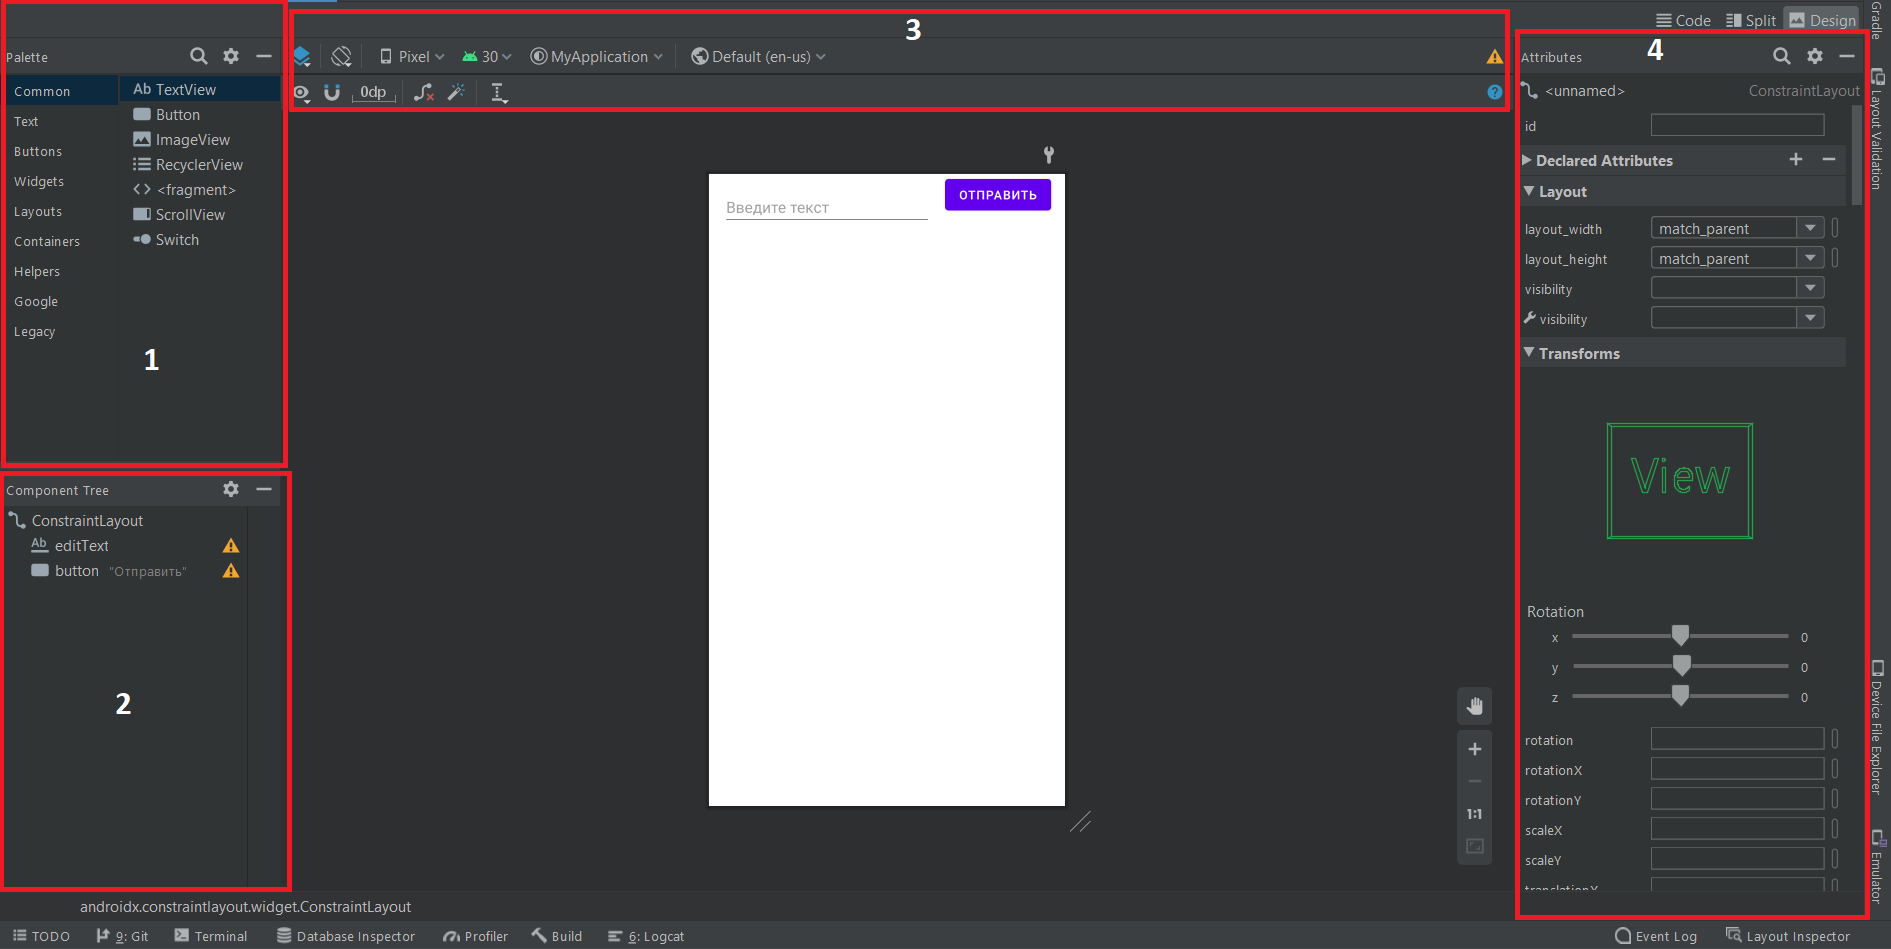 Code
Split
Design
3
Palette
Pixel
30
MyApplication
Default (en-us)
0dp
?
Common
Text
Buttons
Widgets
Layouts
Containers
Helpers
Google
Legacy
Ab TextView
Button
ImageView
RecyclerView
<fragment>
ScrollView
Switch
1
Component Tree
ConstraintLayout
Ab editText
button "Отправить"
2
Введите текст
ОТПРАВИТЬ
1:1
4
Attributes
<unnamed>
ConstraintLayout
id
Declared Attributes
Layout
layout_width match_parent
layout_height match_parent
visibility
visibility
Transforms
View
Rotation
x 0
y 0
z 0
rotation
rotationX
rotationY
scaleX
scaleY
translationX
Gradle
Layout Validation
Device File Explorer
Emulator
androidx.constraintlayout.widget.ConstraintLayout
TODO
9: Git
Terminal
Database Inspector
Profiler
Build
6: Logcat
Event Log
Layout Inspector